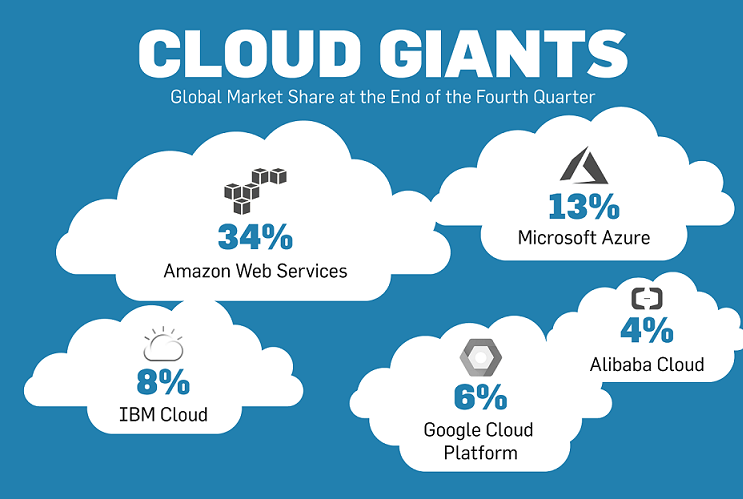 CLOUD GIANTS
Global Market Share at the End of the Fourth Quarter
34%
Amazon Web Services
13%
Microsoft Azure
8%
IBM Cloud
6%
Google Cloud
Platform
4%
Alibaba Cloud